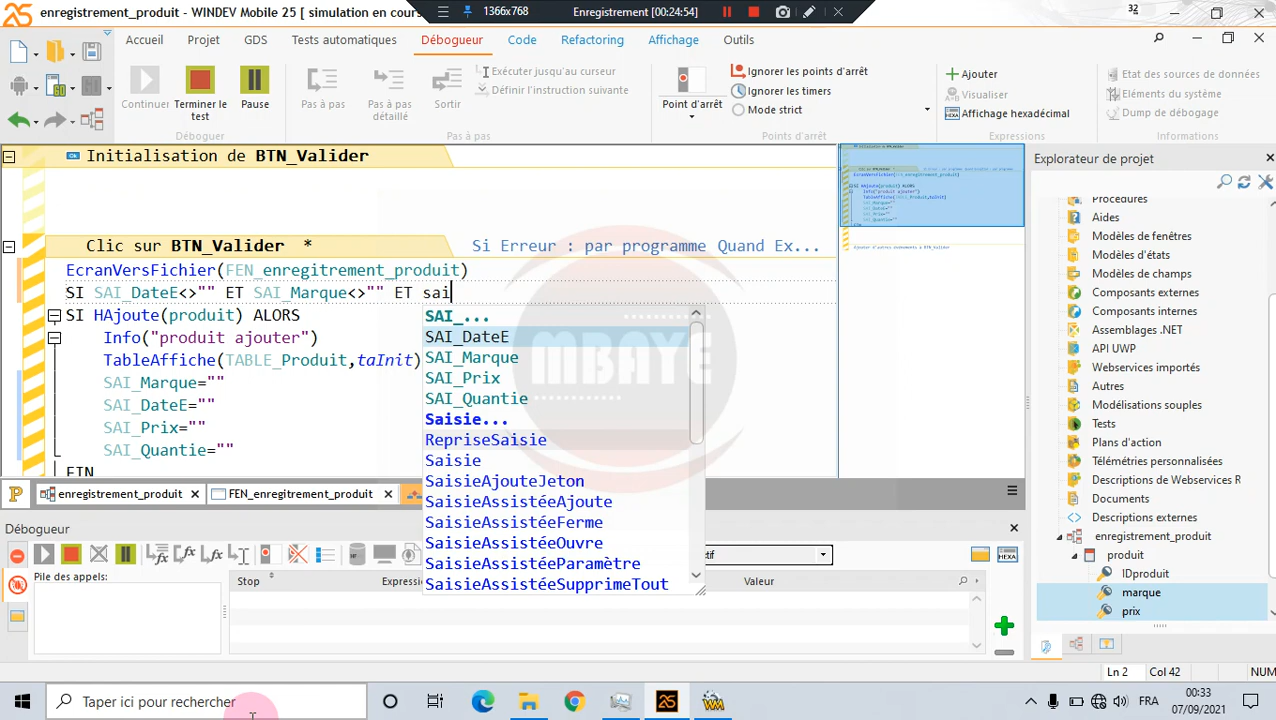 enregistrement_produit - WINDEV Mobile 25 [ simulation en cours
1366x768 Enregistrement [00:24:54]
32
Accueil Projet GDS Tests automatiques Débogueur Code Refactoring Affichage Outils
Continuer
Terminer le test
Pause
Pas à pas
Pas à pas détaillé
Sortir
Exécuter jusqu'au curseur
Définir l'instruction suivante
Point d'arrêt
Ignorer les points d'arrêt
Ignorer les timers
Mode strict
Ajouter
Visualiser
Affichage hexadécimal
Etat des sources de données
Eléments du système
Dump de débogage
Déboguer Pas à pas Points d'arrêt Expressions Informations
Initialisation de BTN_Valider
Clic sur BTN_Valider * Si Erreur : par programme Quand Ex...
EcranVersFichier(FEN_enregitrement_produit)
SI SAI_DateE<>"" ET SAI_Marque<>"" ET sai
SI HAjoute(produit) ALORS
Info("produit ajouter")
TableAffiche(TABLE_Produit,taInit)
SAI_Marque=""
SAI_DateE=""
SAI_Prix=""
SAI_Quantie=""
FIN
SAI_...
SAI_DateE
SAI_Marque
SAI_Prix
SAI_Quantie
Saisie...
RepriseSaisie
Saisie
SaisieAjouteJeton
SaisieAssistéeAjoute
SaisieAssistéeFerme
SaisieAssistéeOuvre
SaisieAssistéeParamètre
SaisieAssistéeSupprimeTout
MBAYE
Explorateur de projet
Procédures
Aides
Modèles de fenêtres
Modèles d'états
Modèles de champs
Composants externes
Composants internes
Assemblages .NET
API UWP
Webservices importés
Autres
Modélisations souples
Tests
Plans d'action
Télémétries personnalisées
Descriptions de Webservices R
Documents
Descriptions externes
enregistrement_produit
produit
IDproduit
marque
prix
enregistrement_produit FEN_enregitrement_produit
Débogueur
Pile des appels:
Stop Expres
Valeur
tif
HEXA
Ln 2 Col 42 NUM
Taper ici pour rechercher
FRA
00:33
07/09/2021